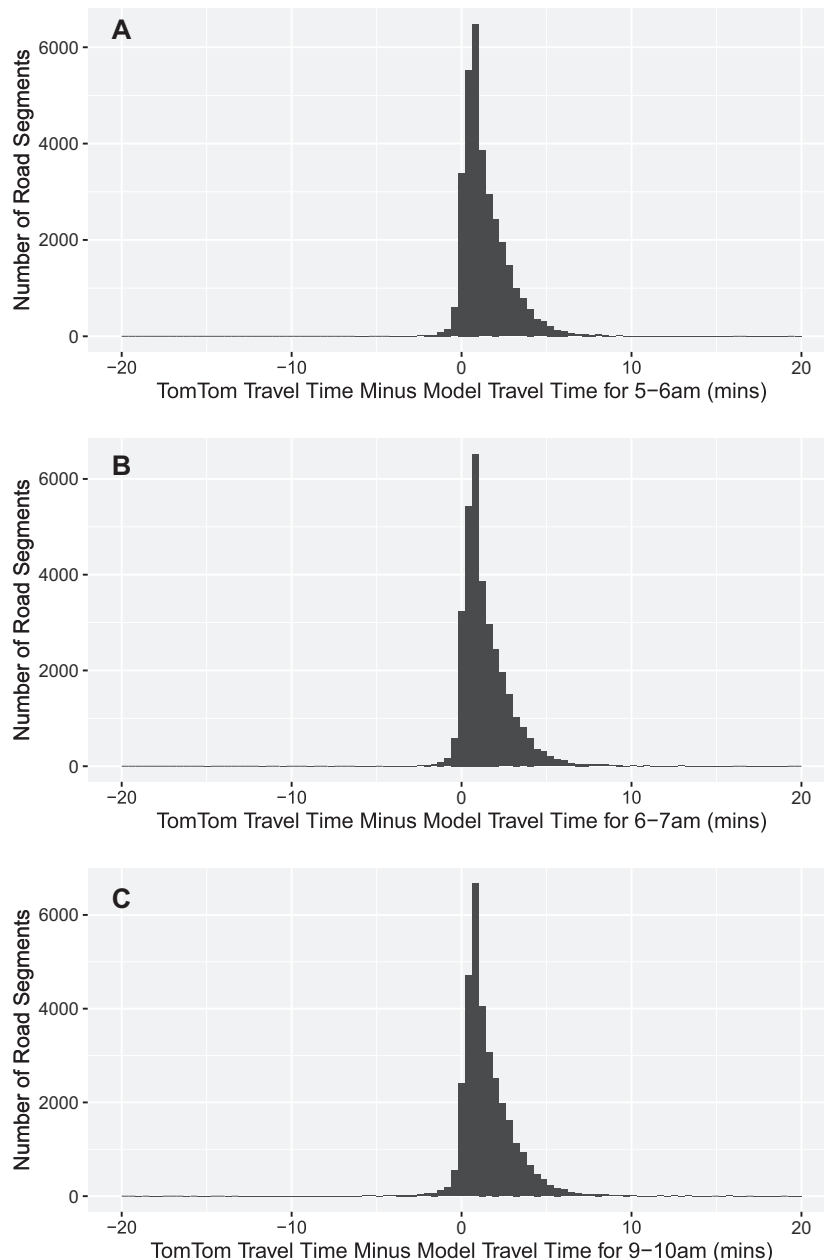 A
Number of Road Segments
6000
4000
2000
0
−20 −10 0 10 20
TomTom Travel Time Minus Model Travel Time for 5−6am (mins)
B
Number of Road Segments
6000
4000
2000
0
−20 −10 0 10 20
TomTom Travel Time Minus Model Travel Time for 6−7am (mins)
C
Number of Road Segments
6000
4000
2000
0
−20 −10 0 10 20
TomTom Travel Time Minus Model Travel Time for 9−10am (mins)